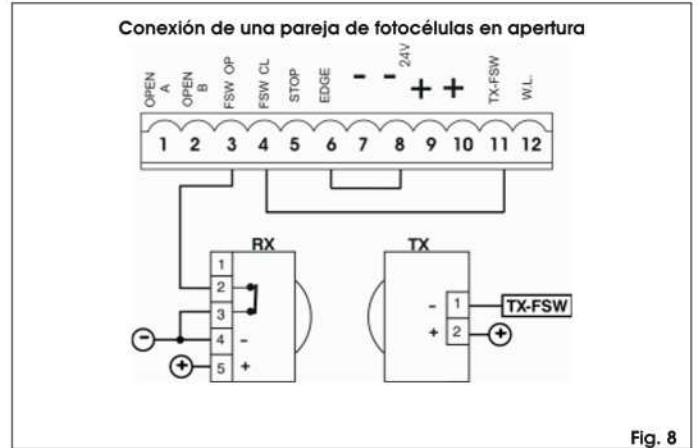 Conexión de una pareja de fotocélulas en apertura
OPEN A
OPEN B
FSW OP
FSW CL
STOP
EDGE
-
-
24V
+
+
TX-FSW
W.L.
1 2 3 4 5 6 7 8 9 10 11 12
RX
1
2
3
4 -
5 +
-
+
TX
- 1 TX-FSW
+ 2 +
Fig. 8